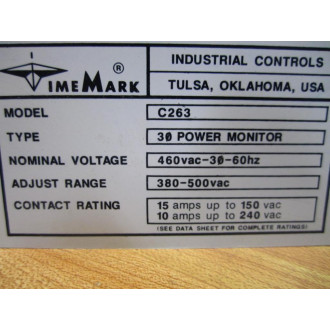 TIMEMARK®
INDUSTRIAL CONTROLS
TULSA, OKLAHOMA, USA
MODEL C263
TYPE 3Ø POWER MONITOR
NOMINAL VOLTAGE 460vac-3Ø-60hz
ADJUST RANGE 380-500vac
CONTACT RATING 15 amps up to 150 vac
10 amps up to 240 vac
(SEE DATA SHEET FOR COMPLETE RATINGS)